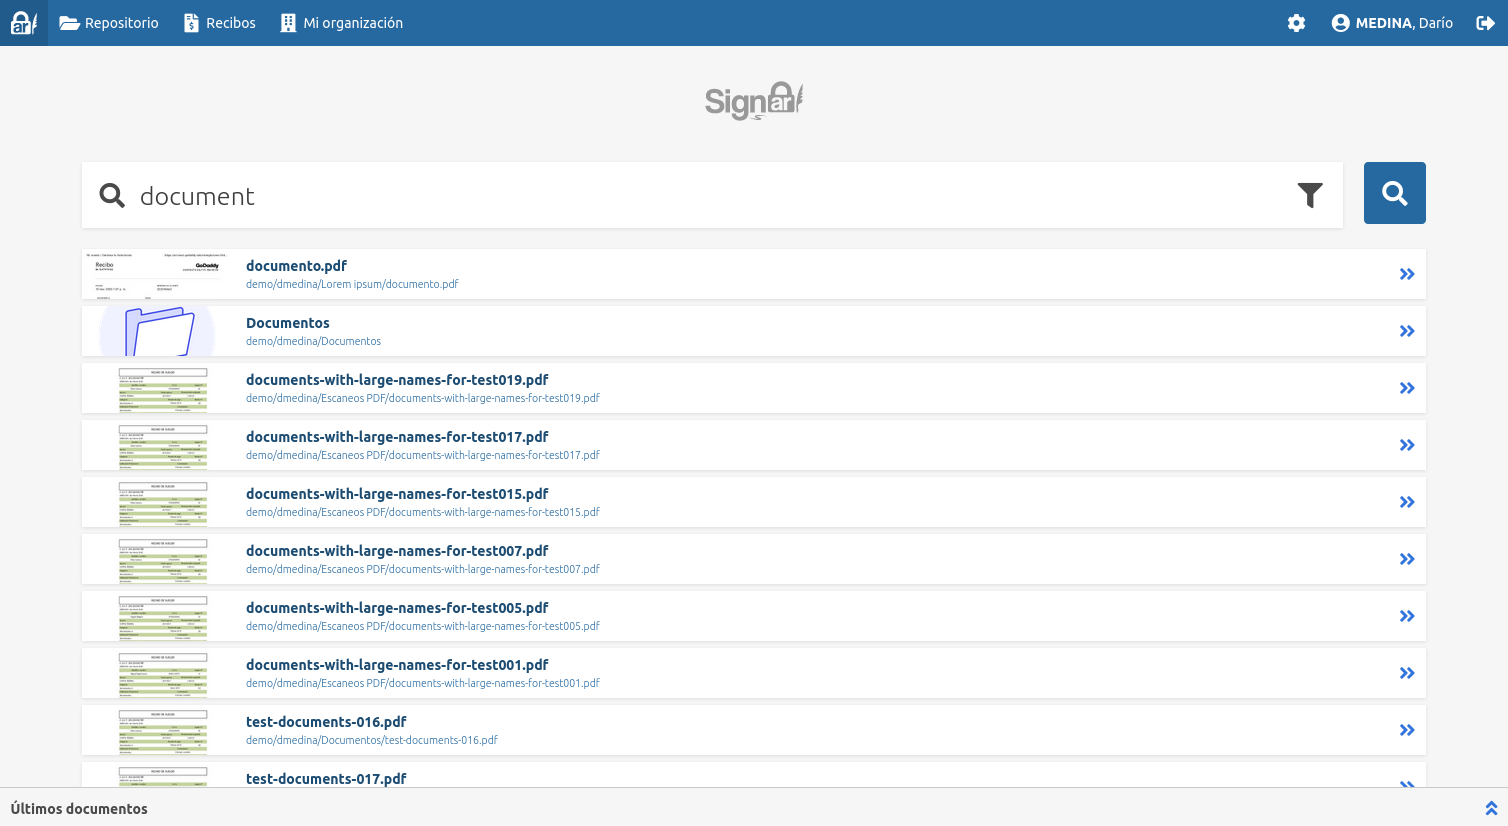 ar Repositorio Recibos Mi organización MEDINA, Darío
Signar
document
Recibo
GoDaddy
documento.pdf
demo/dmedina/Lorem ipsum/documento.pdf
Documentos
demo/dmedina/Documentos
documents-with-large-names-for-test019.pdf
demo/dmedina/Escaneos PDF/documents-with-large-names-for-test019.pdf
documents-with-large-names-for-test017.pdf
demo/dmedina/Escaneos PDF/documents-with-large-names-for-test017.pdf
documents-with-large-names-for-test015.pdf
demo/dmedina/Escaneos PDF/documents-with-large-names-for-test015.pdf
documents-with-large-names-for-test007.pdf
demo/dmedina/Escaneos PDF/documents-with-large-names-for-test007.pdf
documents-with-large-names-for-test005.pdf
demo/dmedina/Escaneos PDF/documents-with-large-names-for-test005.pdf
documents-with-large-names-for-test001.pdf
demo/dmedina/Escaneos PDF/documents-with-large-names-for-test001.pdf
test-documents-016.pdf
demo/dmedina/Documentos/test-documents-016.pdf
test-documents-017.pdf
Últimos documentos